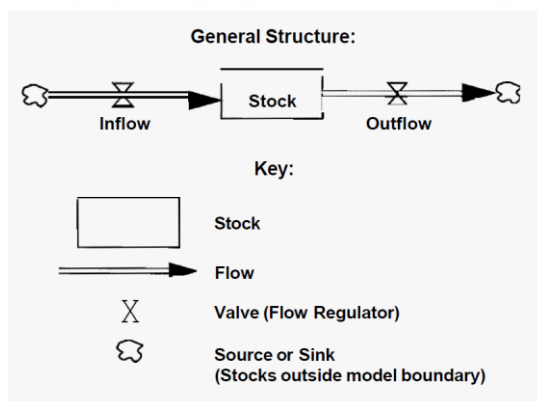 General Structure:
Stock
Inflow
Outflow
Key:
Stock
Flow
X Valve (Flow Regulator)
Source or Sink
(Stocks outside model boundary)